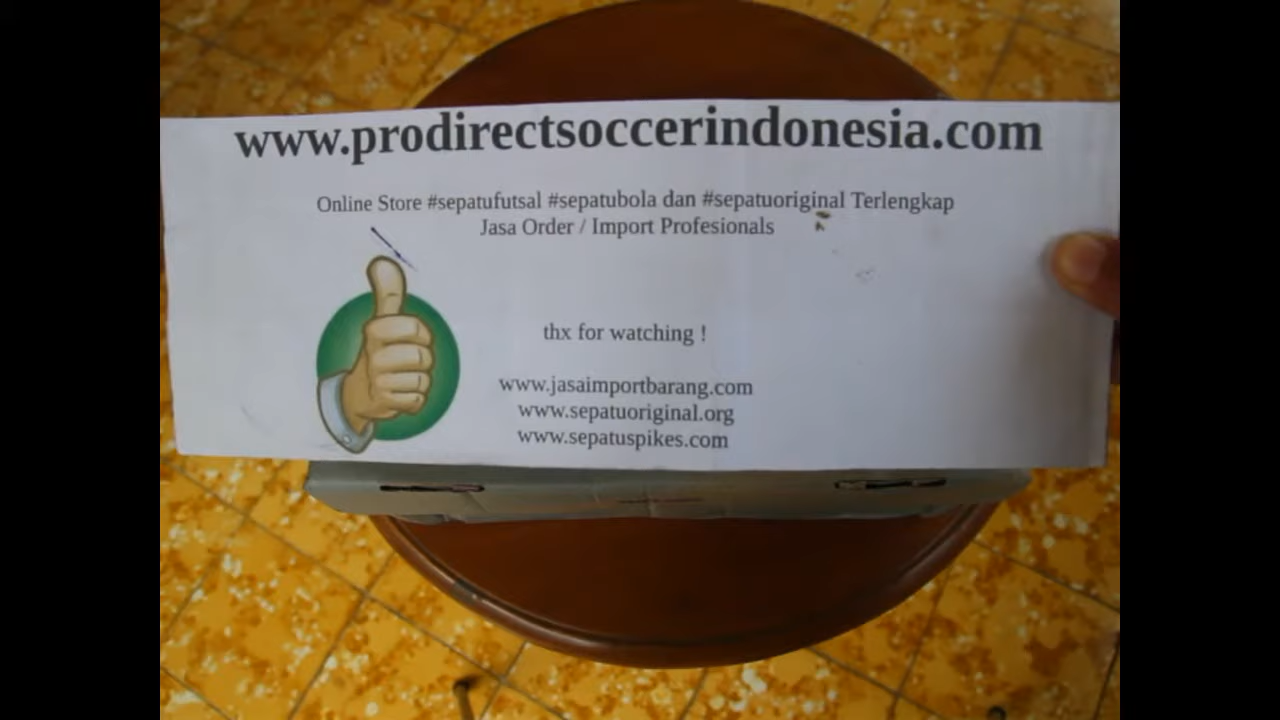 www.prodirectsoccerindonesia.com
Online Store #sepatufutsal #sepatubola dan #sepatuoriginal Terlengkap
Jasa Order / Import Profesionals
thx for watching !
www.jasaimportbarang.com
www.sepatuoriginal.org
www.sepatuspikes.com